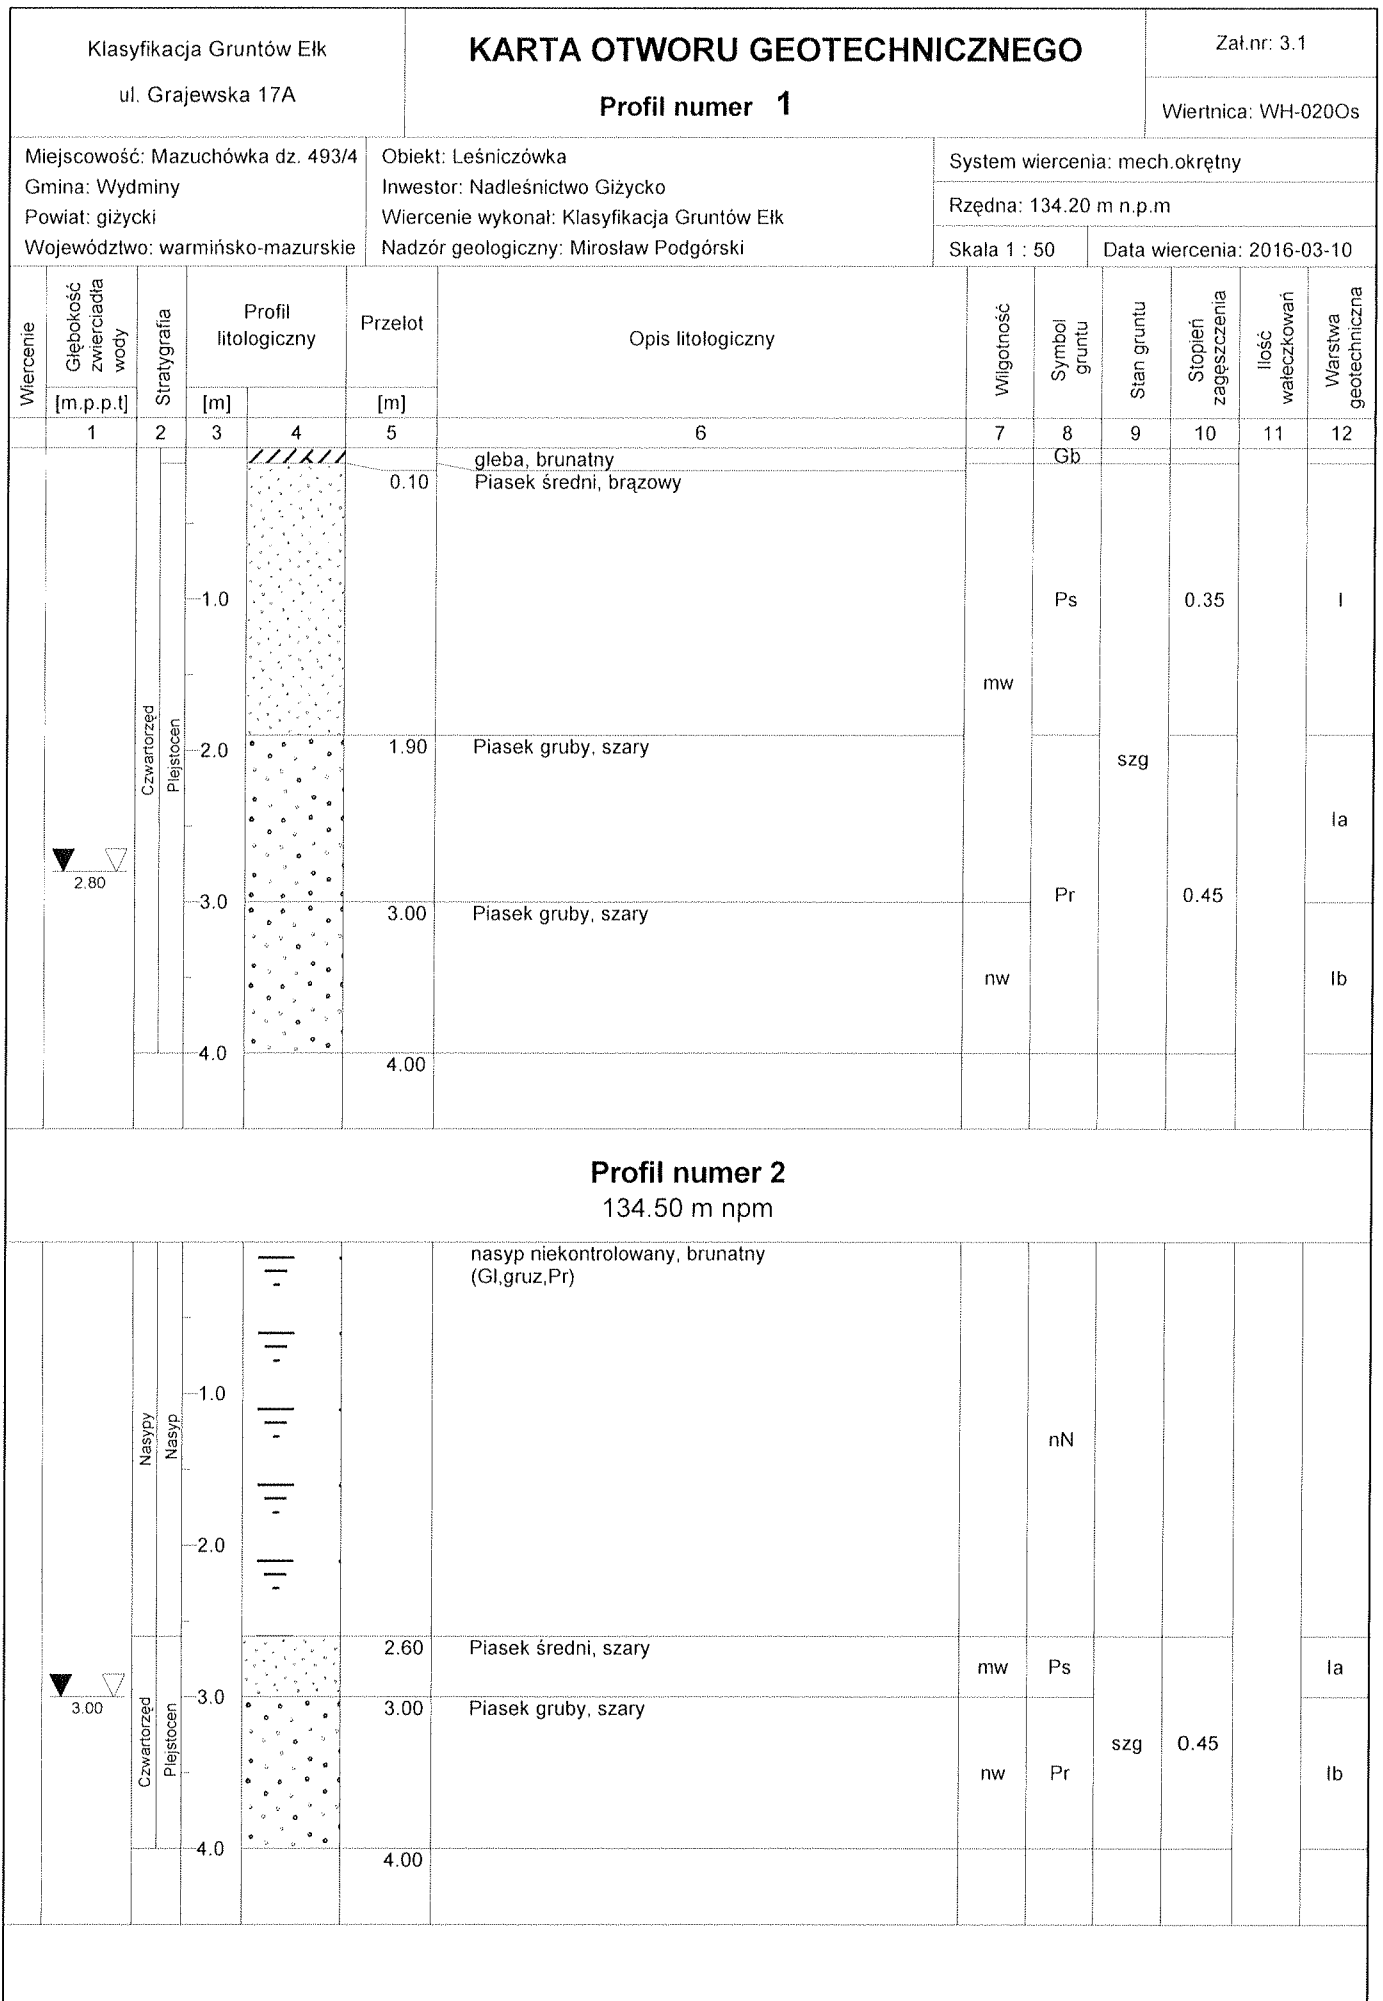 Klasyfikacja Gruntów Ełk
ul. Grajewska 17A
KARTA OTWORU GEOTECHNICZNEGO
Profil numer 1
Zał.nr: 3.1
Wiertnica: WH-020Os
Miejscowość: Mazuchówka dz. 493/4
Gmina: Wydminy
Powiat: giżycki
Województwo: warmińsko-mazurskie
Obiekt: Leśniczówka
Inwestor: Nadleśnictwo Giżycko
Wiercenie wykonał: Klasyfikacja Gruntów Ełk
Nadzór geologiczny: Mirosław Podgórski
System wiercenia: mech.okrętny
Rzędna: 134.20 m n.p.m
Skala 1 : 50
Data wiercenia: 2016-03-10
Wiercenie
Głębokość
zwierciadła
wody
[m.p.p.t]
Stratygrafia
Profil
litologiczny
[m]
Przelot
[m]
Opis litologiczny
Wilgotność
Symbol
gruntu
Stan gruntu
Stopień
zagęszczenia
Ilość
wałeczkowań
Warstwa
geotechniczna
1 2 3 4 5 6 7 8 9 10 11 12
gleba, brunatny
Gb
0.10 Piasek średni, brązowy
1.0
Ps 0.35 I
mw
Czwartorzęd
Plejstocen
2.0
1.90 Piasek gruby, szary
szg
Ia
2.80
3.0
Pr 0.45
3.00 Piasek gruby, szary
nw Ib
4.0
4.00
Profil numer 2
134.50 m npm
nasyp niekontrolowany, brunatny
(Gl,gruz,Pr)
1.0
Nasypy
Nasyp
nN
2.0
2.60 Piasek średni, szary
mw Ps Ia
3.00
3.0
3.00 Piasek gruby, szary
Czwartorzęd
Plejstocen
szg 0.45
nw Pr Ib
4.0
4.00